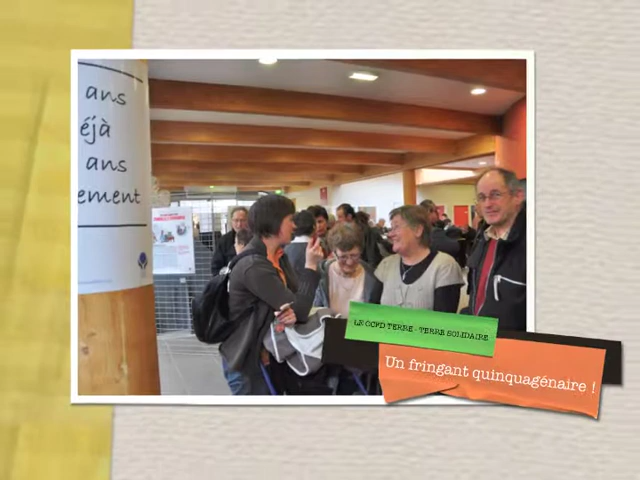 ans
éjà
ans
ement
LE CCFD TERRE - TERRE SOLIDAIRE
Un fringant quinquagénaire !